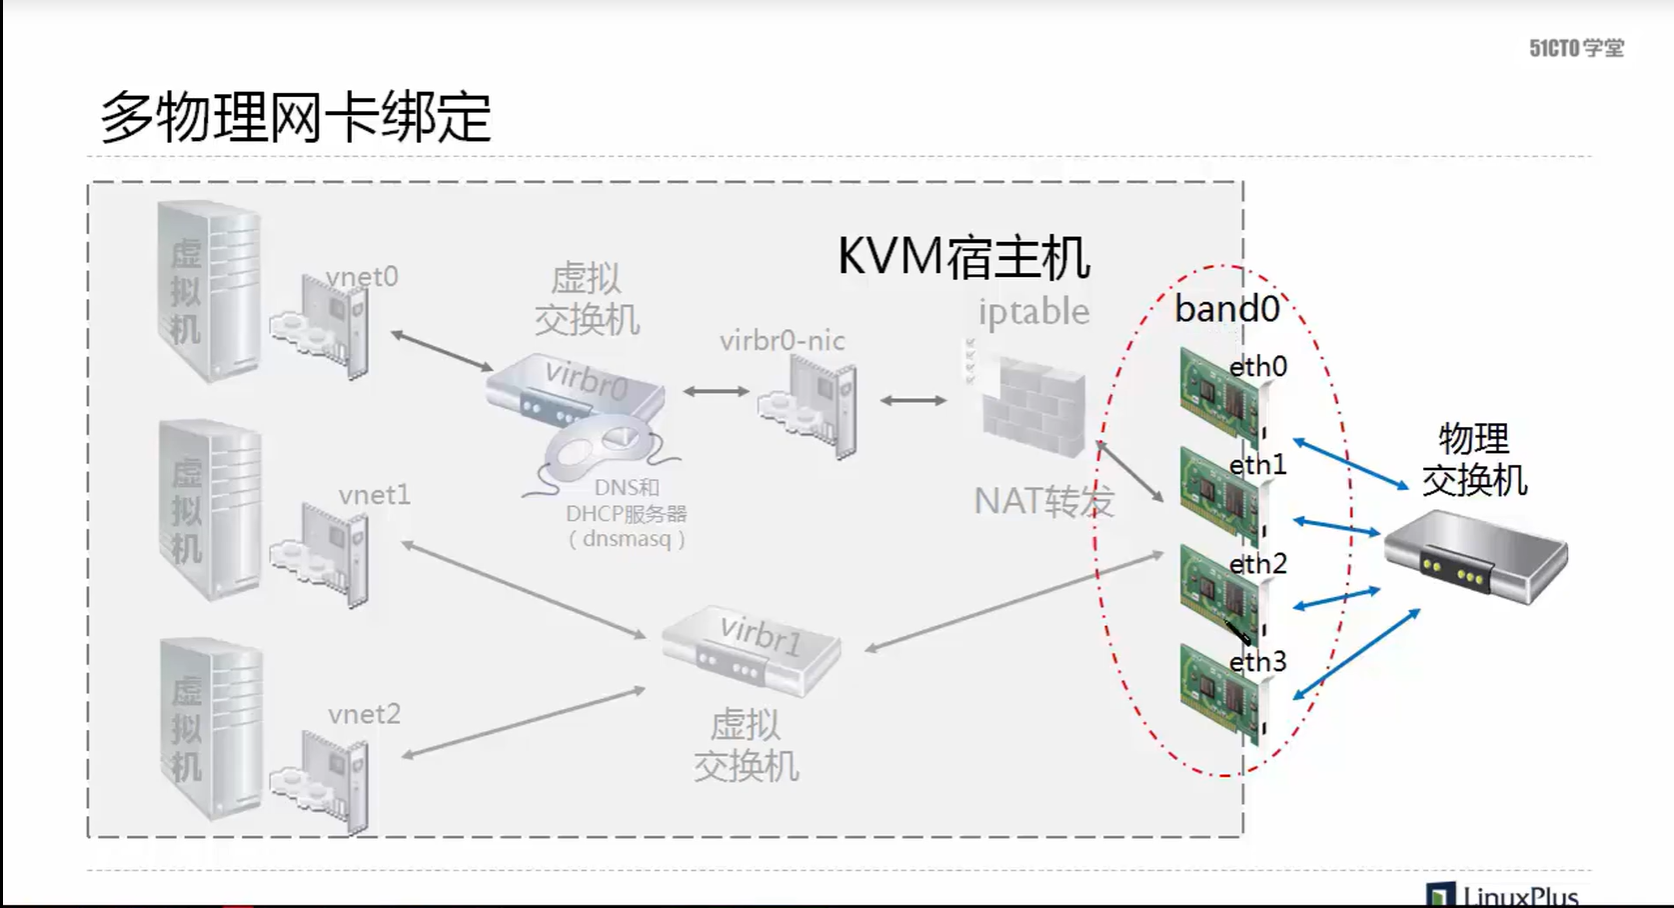 51CTO学堂
多物理网卡绑定
KVM宿主机
虚拟机
vnet0
虚拟
交换机
virbr0
virbr0-nic
iptable
band0
eth0
eth1
eth2
eth3
物理
交换机
DNS和
DHCP服务器
(dnsmasq)
NAT转发
虚拟机
vnet1
virbr1
虚拟
交换机
虚拟机
vnet2
LinuxPlus